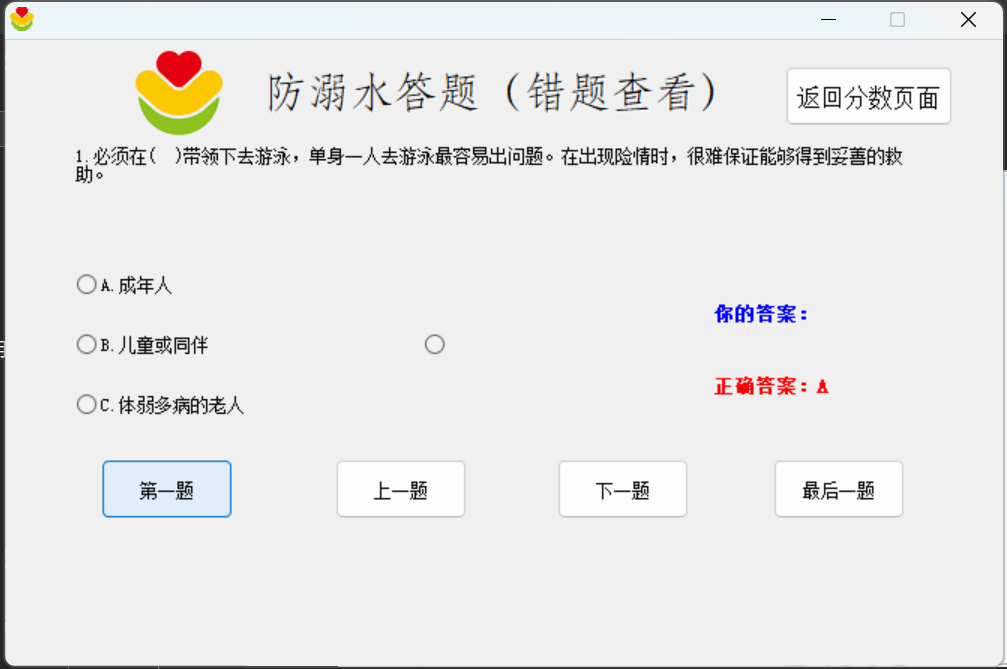 防溺水答题（错题查看）
返回分数页面
1.必须在(  )带领下去游泳，单身一人去游泳最容易出问题。在出现险情时，很难保证能够得到妥善的救
助。
A.成年人
你的答案：
B.儿童或同伴
正确答案：A
C.体弱多病的老人
第一题
上一题
下一题
最后一题